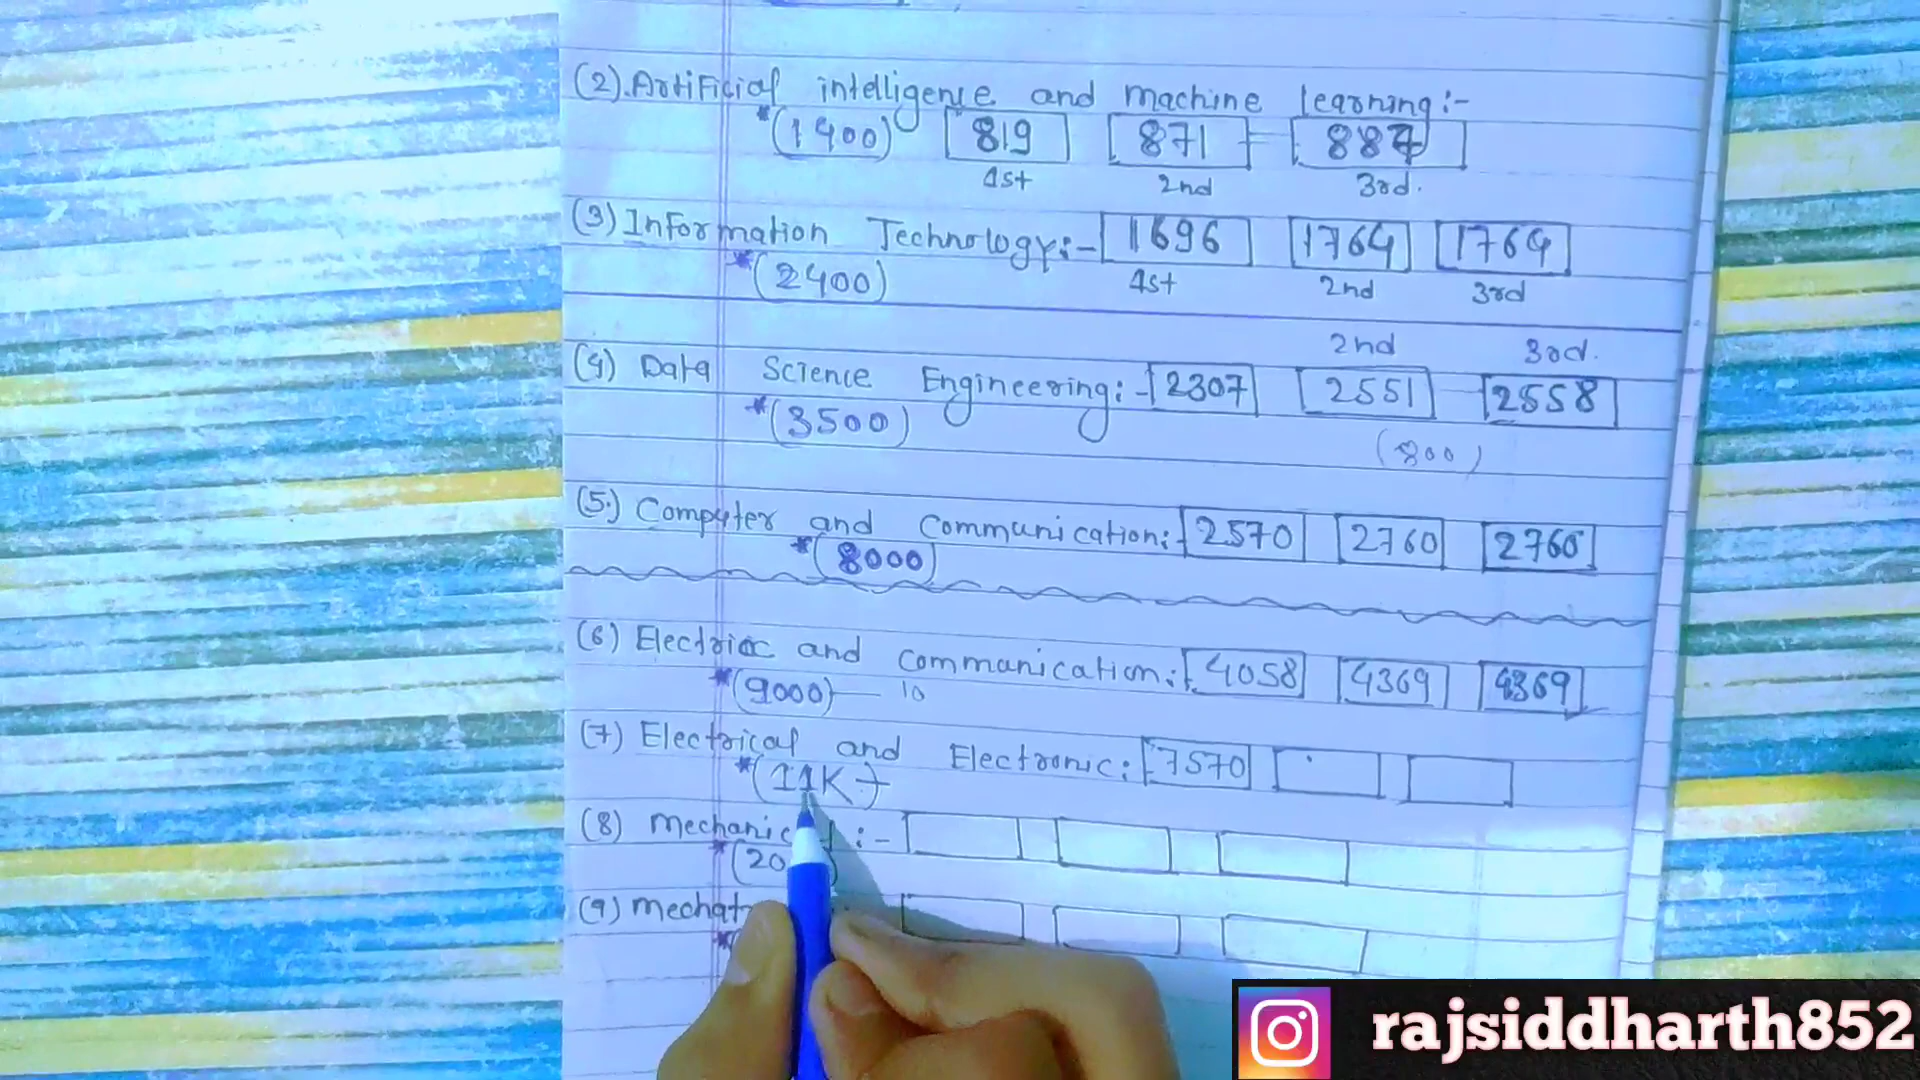 (2). Artificial intelligence and machine learning :-
*(1400) 819 871 887
1st 2nd 3rd.
(3) Information Technology :- 1696 1764 1764
*(2400) 1st 2nd 3rd
2nd 3rd.
(4) Data Science Engineering :- 2307 2551 2558
*(3500) (800)
(5.) Computer and communication :- 2570 2760 2760
*(8000)
(6) Electrioc and communication :- 4058 4369 4369
*(9000) — 10
(7) Electrical and Electronic : 7570
*(11K)
(8) mechanic :-
*(20
(9) mechat
rajsiddharth852